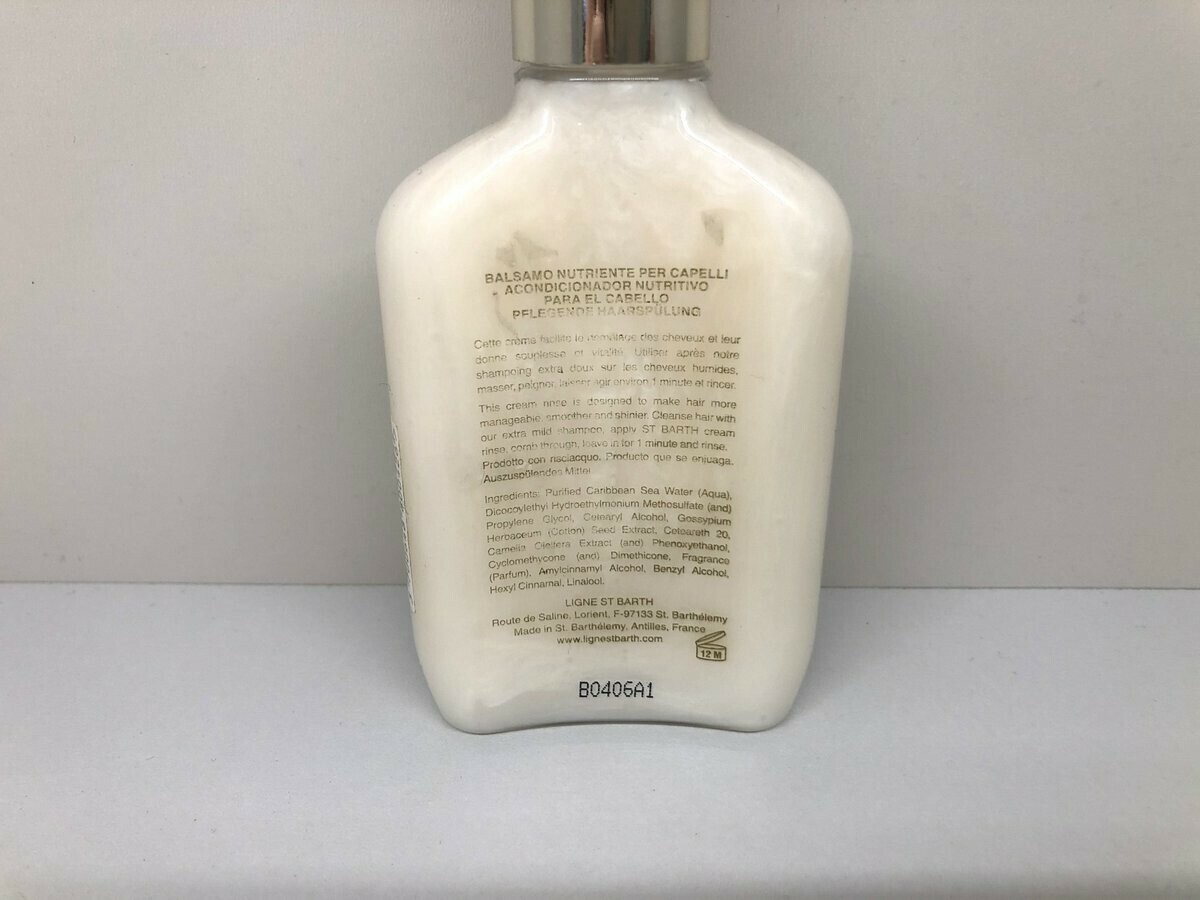 BALSAMO NUTRIENTE PER CAPELLI
ACONDICIONADOR NUTRITIVO
PARA EL CABELLO
PFLEGENDE HAARSPÜLUNG
Cette crème facilite le démêlage des cheveux et leur
donne souplesse et vitalité. Utiliser après notre
shampoing extra doux sur les cheveux humides,
masser, peigner, laisser agir environ 1 minute et rincer.
This cream rinse is designed to make hair more
manageable, smoother and shinier. Cleanse hair with
our extra mild shampoo, apply ST BARTH cream
rinse, comb through, leave in for 1 minute and rinse.
Prodotto con risciacquo. Producto que se enjuaga.
Auszuspülendes Mittel
Ingredients: Purified Caribbean Sea Water (Aqua),
Dicocoylethyl Hydroethylmonium Methosulfate (and)
Propylene Glycol, Cetearyl Alcohol, Gossypium
Herbaceum (Cotton) Seed Extract, Ceteareth 20,
Camelia Oleifera Extract (and) Phenoxyethanol,
Cyclomethycone (and) Dimethicone, Fragrance
(Parfum), Amylcinnamyl Alcohol, Benzyl Alcohol,
Hexyl Cinnamal, Linalool.
LIGNE ST BARTH
Route de Saline, Lorient, F-97133 St. Barthélemy
Made in St. Barthélemy, Antilles, France
www.lignestbarth.com
12 M
B0406A1